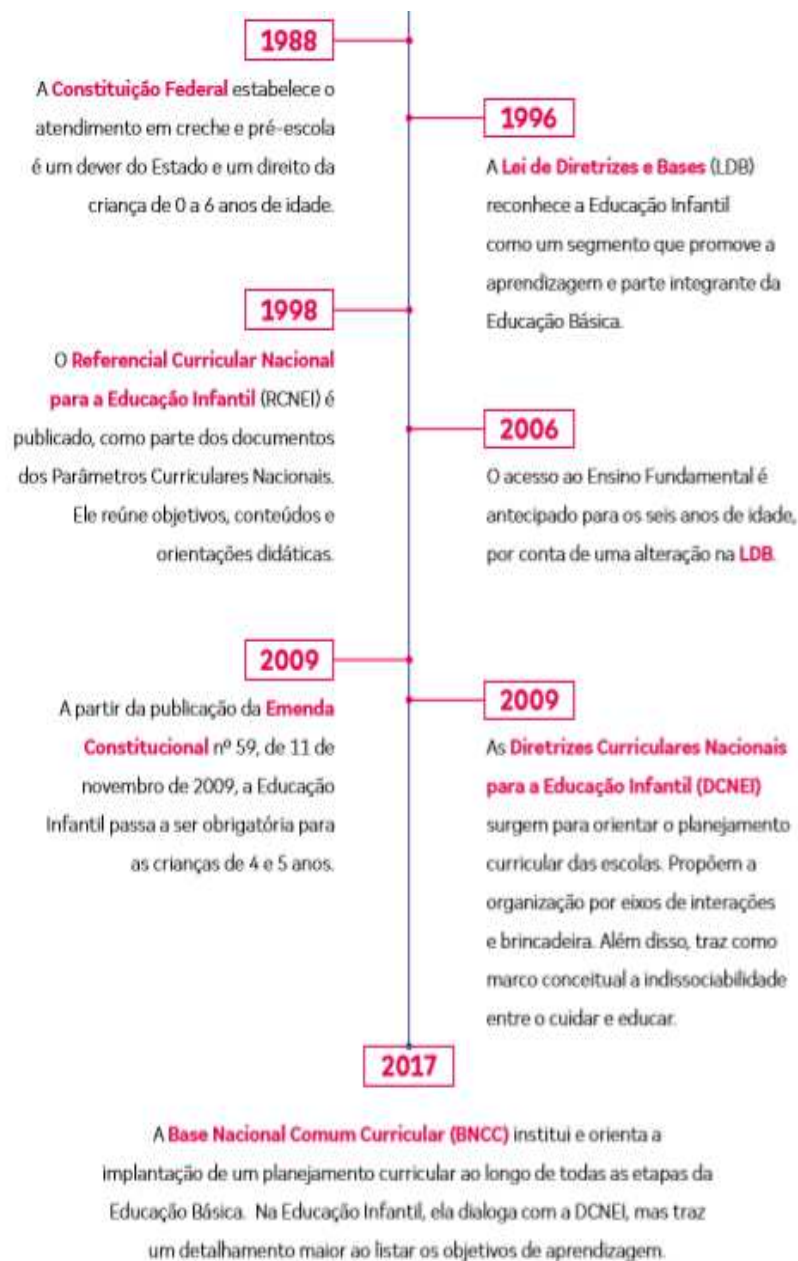 1988
A Constituição Federal estabelece o
atendimento em creche e pré-escola
é um dever do Estado e um direito da
criança de 0 a 6 anos de idade.
1996
A Lei de Diretrizes e Bases (LDB)
reconhece a Educação Infantil
como um segmento que promove a
aprendizagem e parte integrante da
Educação Básica.
1998
O Referencial Curricular Nacional
para a Educação Infantil (RCNEI) é
publicado, como parte dos documentos
dos Parâmetros Curriculares Nacionais.
Ele reúne objetivos, conteúdos e
orientações didáticas.
2006
O acesso ao Ensino Fundamental é
antecipado para os seis anos de idade,
por conta de uma alteração na LDB.
2009
A partir da publicação da Emenda
Constitucional nº 59, de 11 de
novembro de 2009, a Educação
Infantil passa a ser obrigatória para
as crianças de 4 e 5 anos.
2009
As Diretrizes Curriculares Nacionais
para a Educação Infantil (DCNEI)
surgem para orientar o planejamento
curricular das escolas. Propõem a
organização por eixos de interações
e brincadeira. Além disso, traz como
marco conceitual a indissociabilidade
entre o cuidar e educar.
2017
A Base Nacional Comum Curricular (BNCC) institui e orienta a
implantação de um planejamento curricular ao longo de todas as etapas da
Educação Básica. Na Educação Infantil, ela dialoga com a DCNEI, mas traz
um detalhamento maior ao listar os objetivos de aprendizagem.